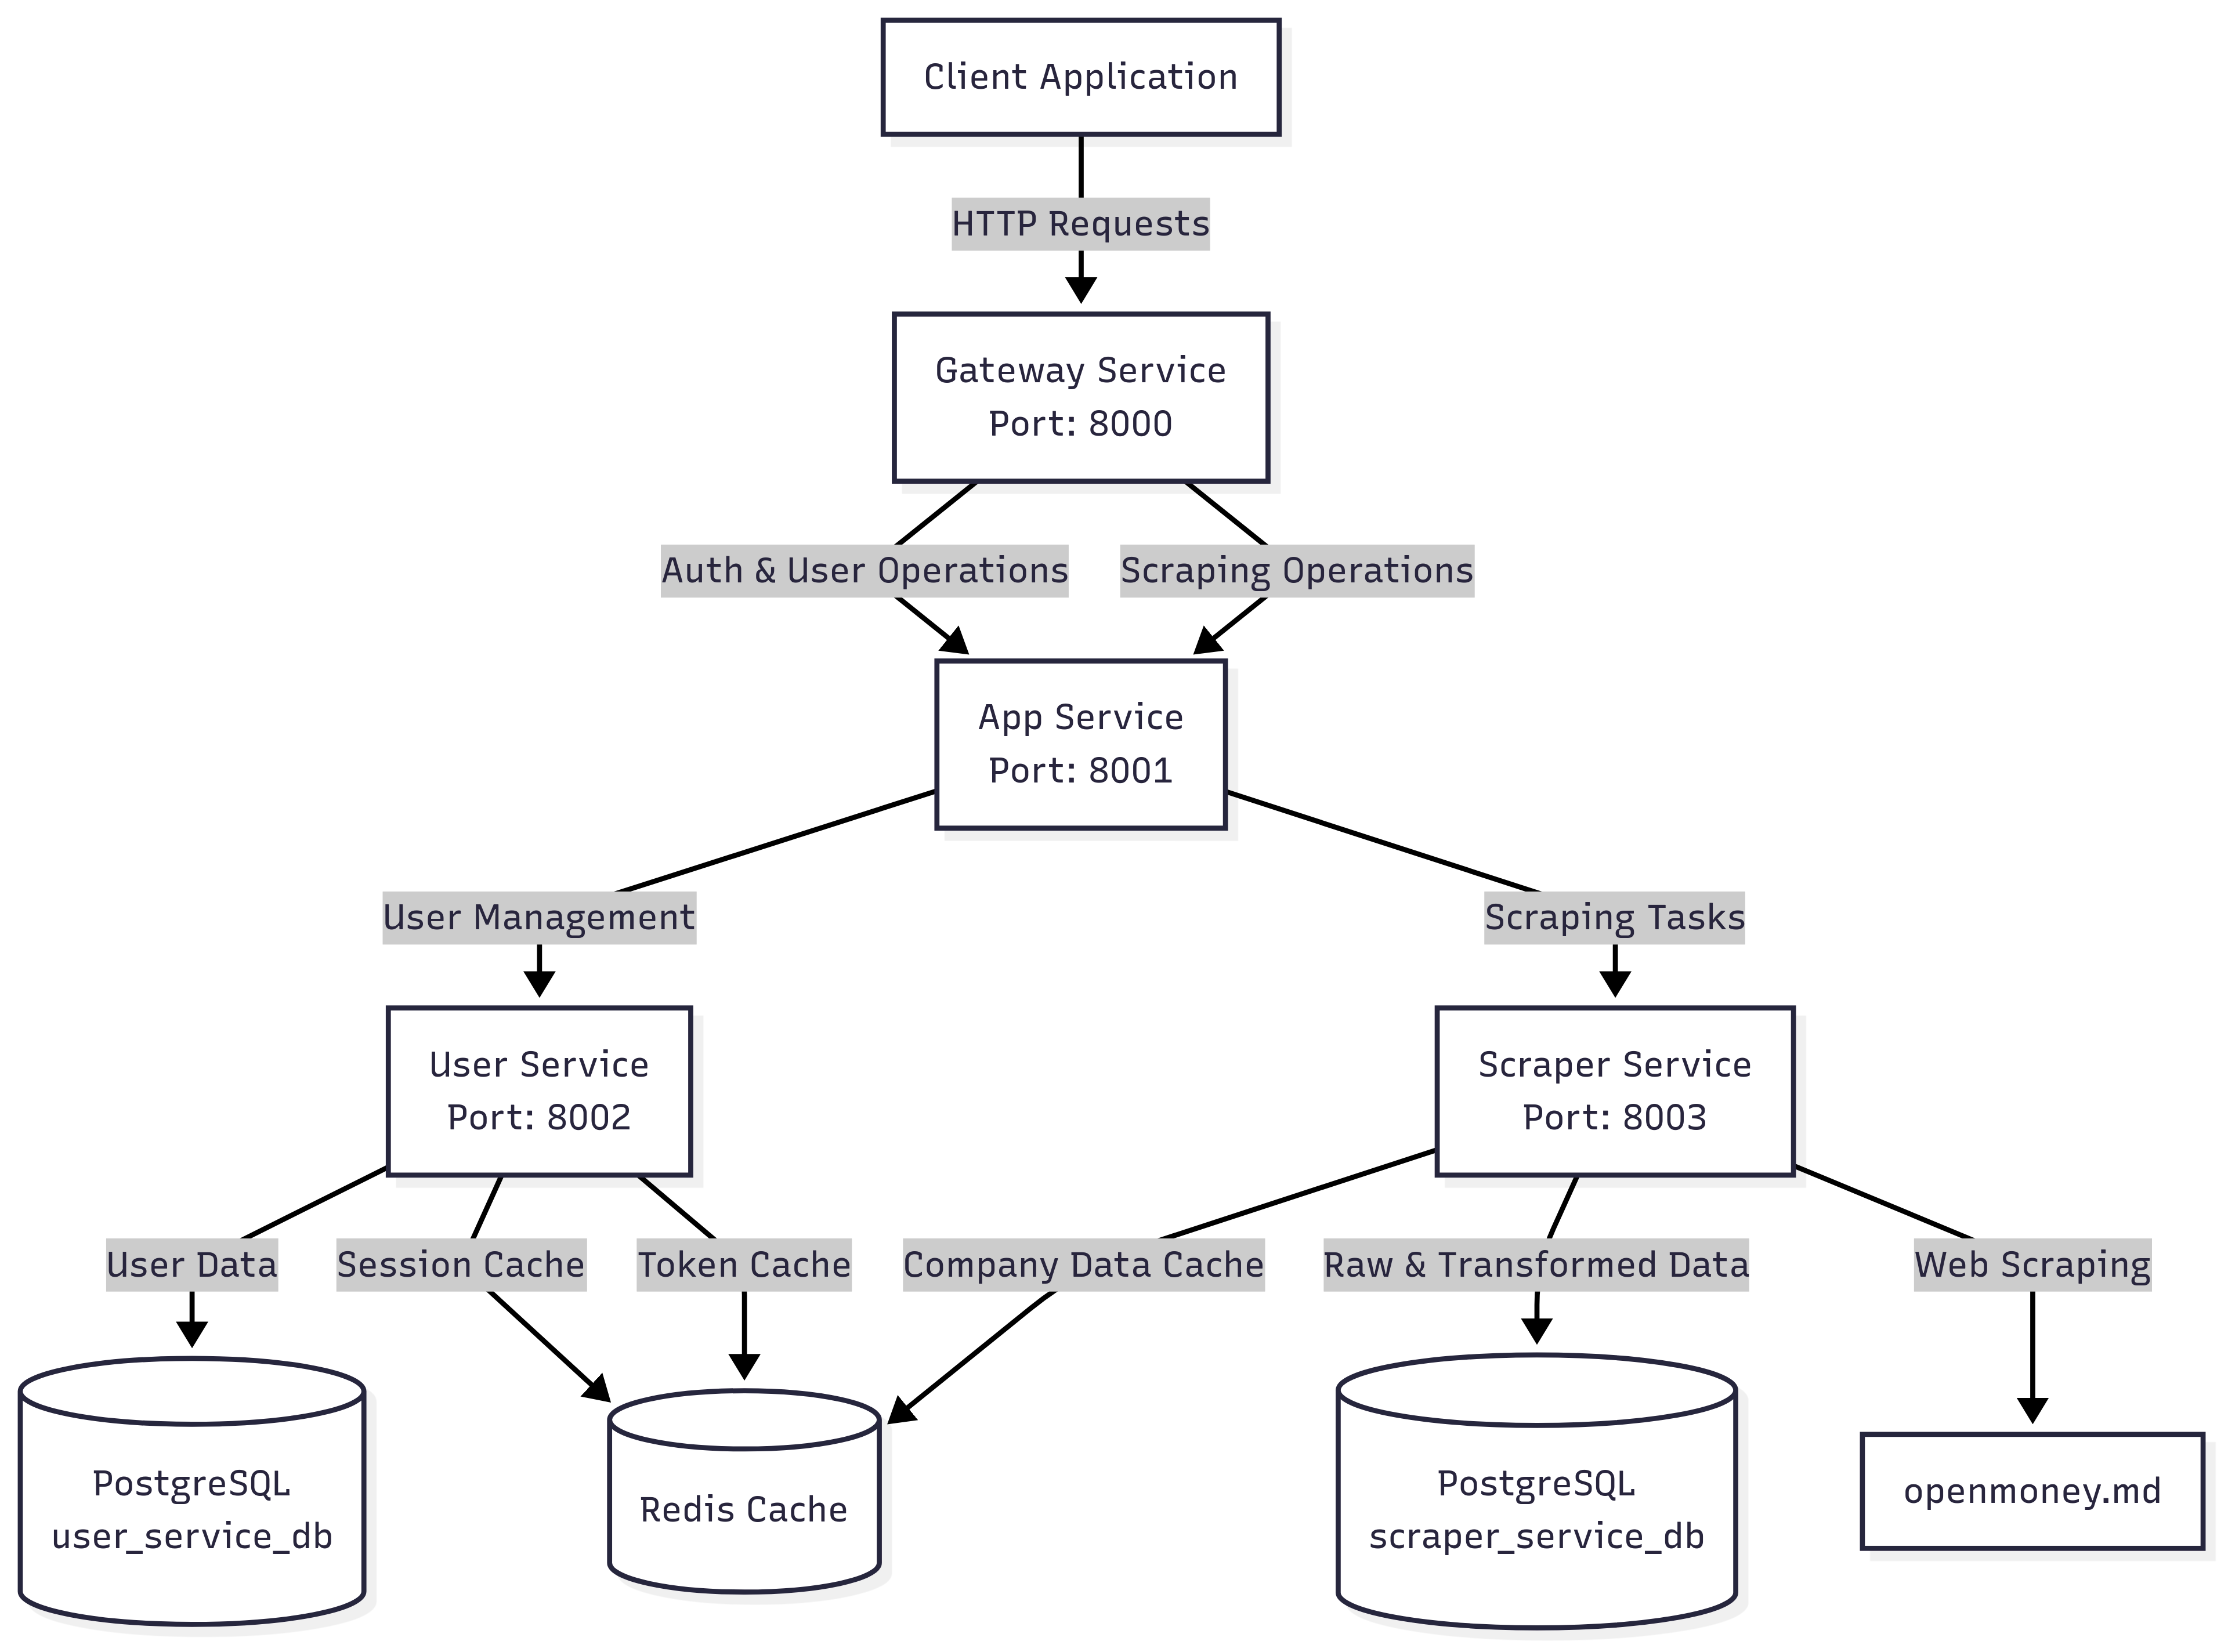 Client Application
HTTP Requests
Gateway Service
Port: 8000
Auth & User Operations
Scraping Operations
App Service
Port: 8001
User Management
Scraping Tasks
User Service
Port: 8002
Scraper Service
Port: 8003
User Data
Session Cache
Token Cache
Company Data Cache
Raw & Transformed Data
Web Scraping
PostgreSQL
user_service_db
Redis Cache
PostgreSQL
scraper_service_db
openmoney.md